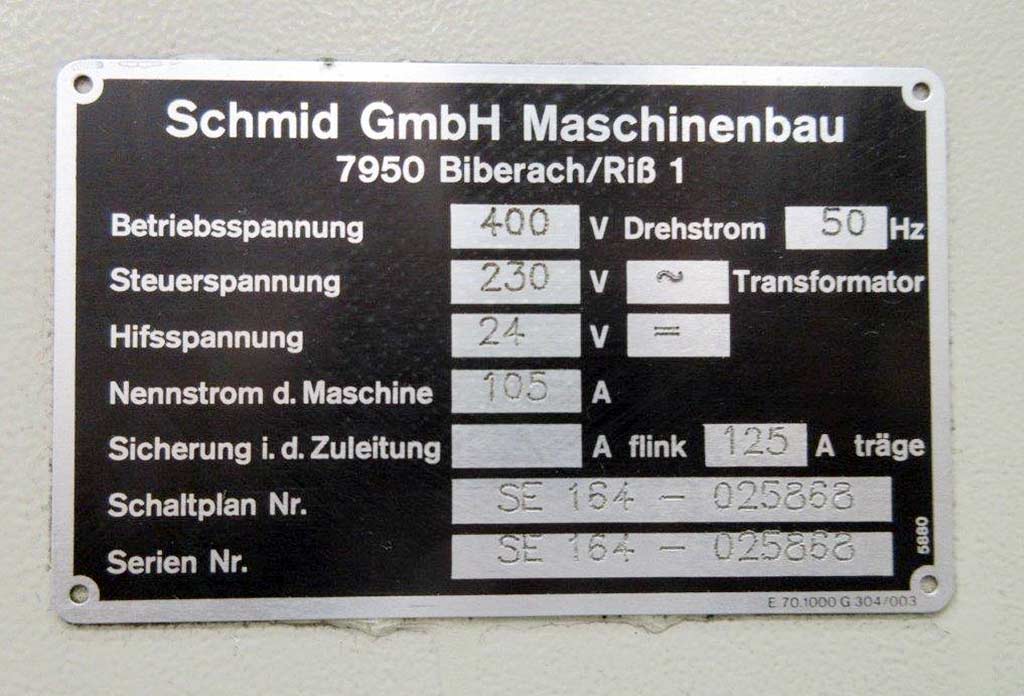 Schmid GmbH Maschinenbau
7950 Biberach/Riß 1
Betriebsspannung 400 V Drehstrom 50 Hz
Steuerspannung 230 V ~ Transformator
Hifsspannung 24 V =
Nennstrom d. Maschine 105 A
Sicherung i. d. Zuleitung A flink 125 A träge
Schaltplan Nr. SE 164 - 025868
Serien Nr. SE 164 - 025868
5880
E 70.1000 G 304/003